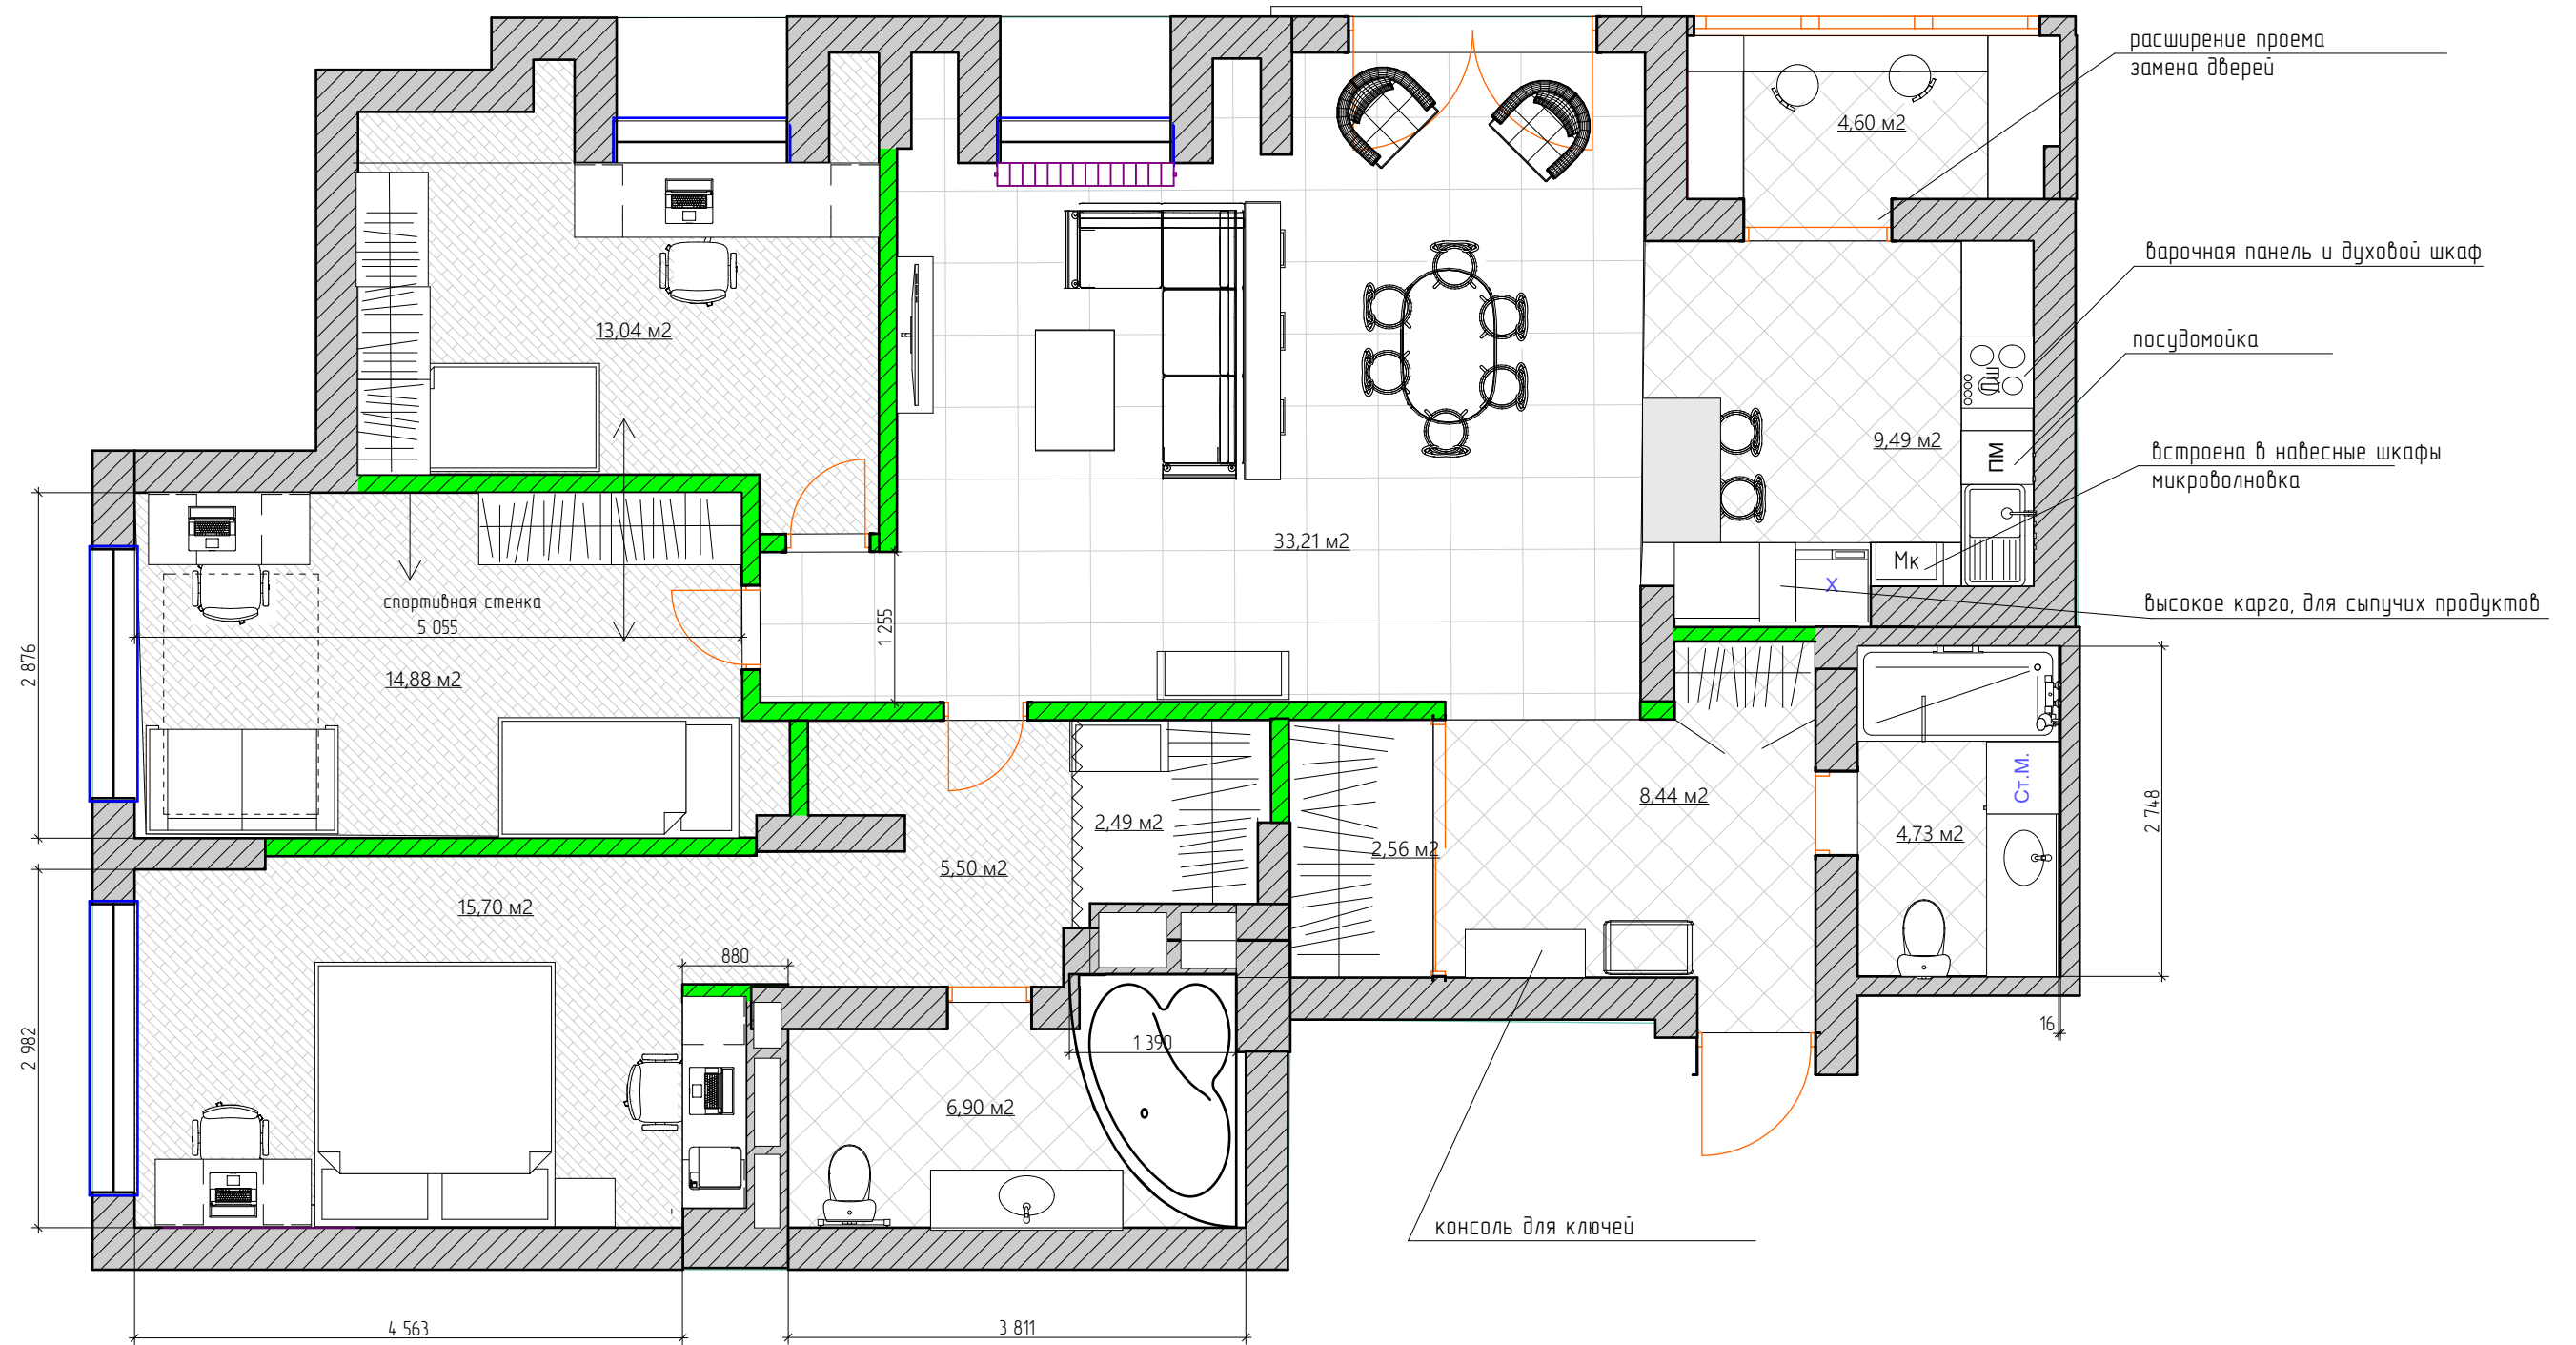 расширение проема
замена дверей
4,60 м2
варочная панель и духовой шкаф
13,04 м2
посудомойка
Дш
9,49 м2
ПМ
встроена в навесные шкафы
микроволновка
33,21 м2
Мк
Х
спортивная стенка
5 055
1 255
высокое карго, для сыпучих продуктов
2 876
14,88 м2
Ст.М.
8,44 м2
2 748
2,49 м2
4,73 м2
2,56 м2
5,50 м2
15,70 м2
880
2 982
16
1 390
6,90 м2
консоль для ключей
4 563
3 811